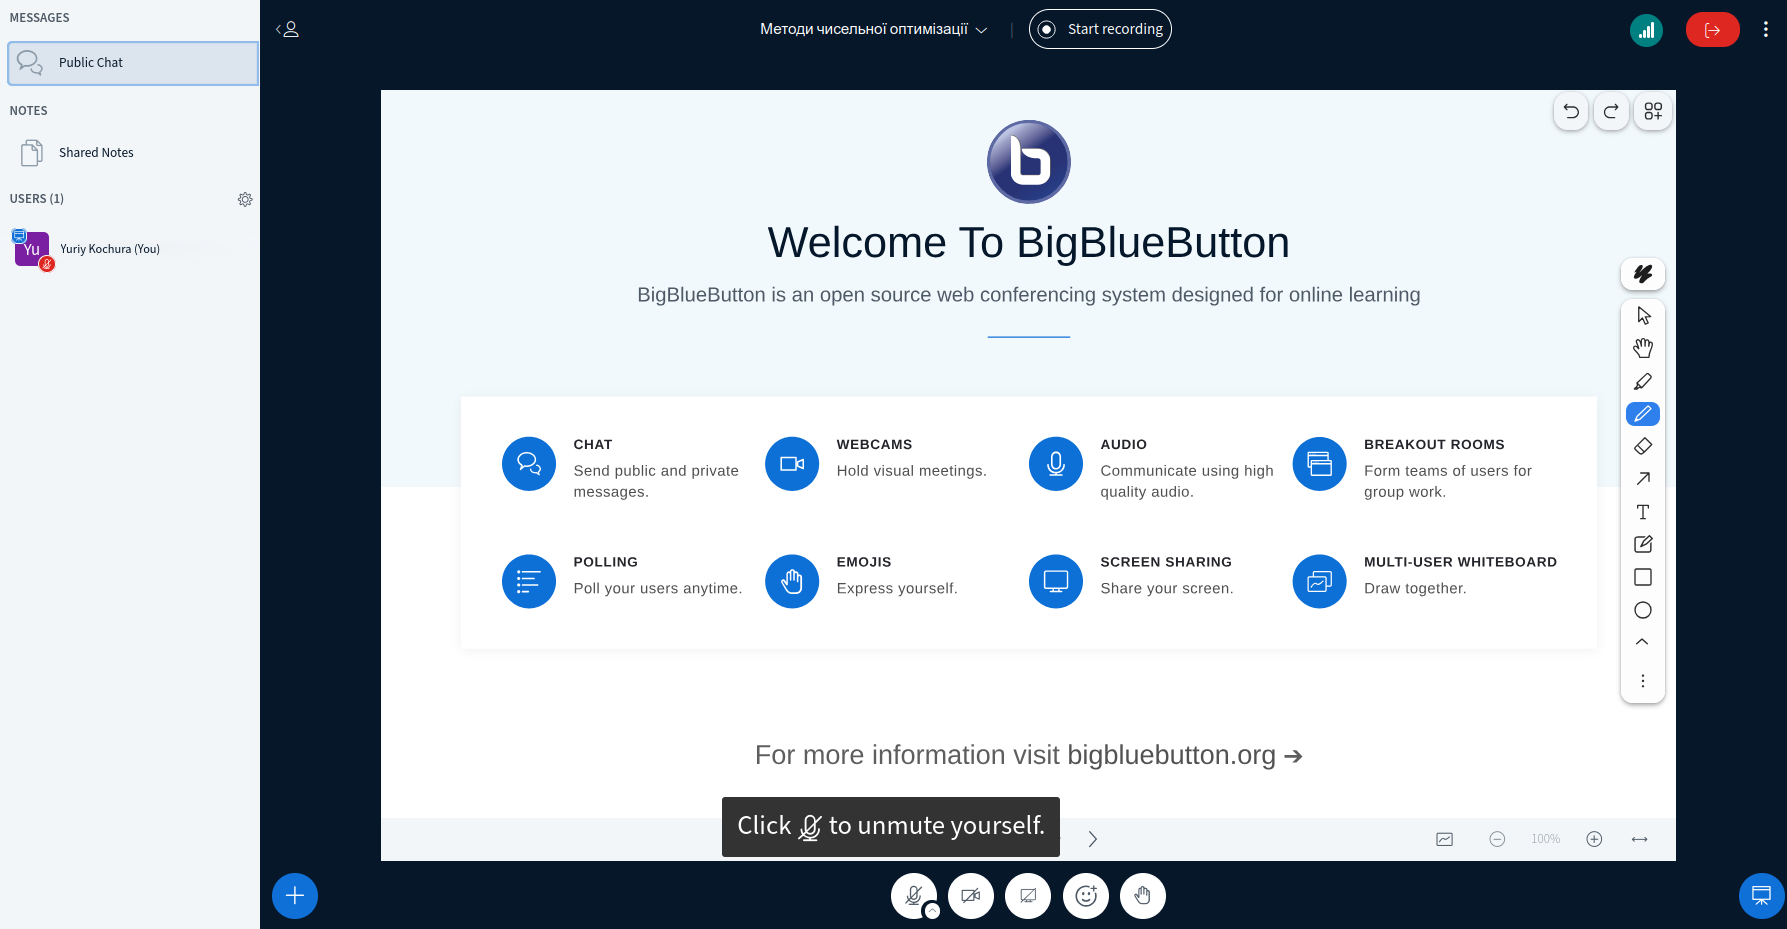 MESSAGES
Public Chat
NOTES
Shared Notes
USERS (1)
Yu
Yuriy Kochura (You)
Методи чисельної оптимізації
Start recording
Welcome To BigBlueButton
BigBlueButton is an open source web conferencing system designed for online learning
CHAT
Send public and private
messages.
WEBCAMS
Hold visual meetings.
AUDIO
Communicate using high
quality audio.
BREAKOUT ROOMS
Form teams of users for
group work.
POLLING
Poll your users anytime.
EMOJIS
Express yourself.
SCREEN SHARING
Share your screen.
MULTI-USER WHITEBOARD
Draw together.
For more information visit bigbluebutton.org ➔
Click to unmute yourself.
100%